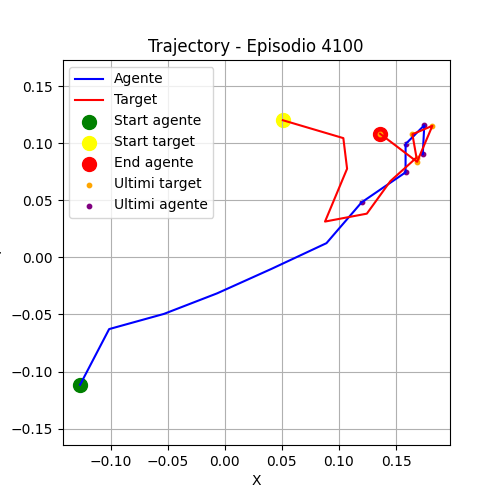 Trajectory - Episodio 4100
Agente
Target
Start agente
Start target
End agente
Ultimi target
Ultimi agente
0.15
0.10
0.05
0.00
−0.05
−0.10
−0.15
−0.10
−0.05
0.00
0.05
0.10
0.15
X